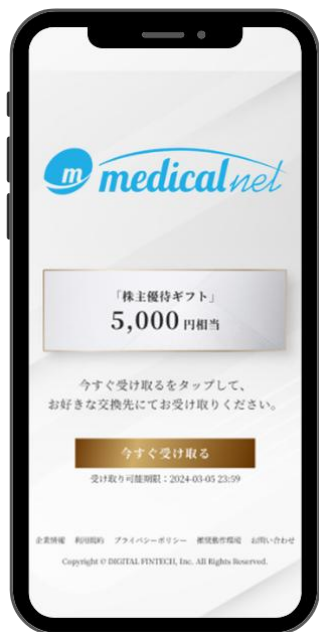 m medicalnet
「株主優待ギフト」
5,000 円相当
今すぐ受け取るをタップして、
お好きな交換先にてお受け取りください。
今すぐ受け取る
受け取り可能期限：2024-03-05 23:59
企業情報 利用規約 プライバシーポリシー 推奨動作環境 お問い合わせ
Copyright © DIGITAL FINTECH, Inc. All Rights Reserved.